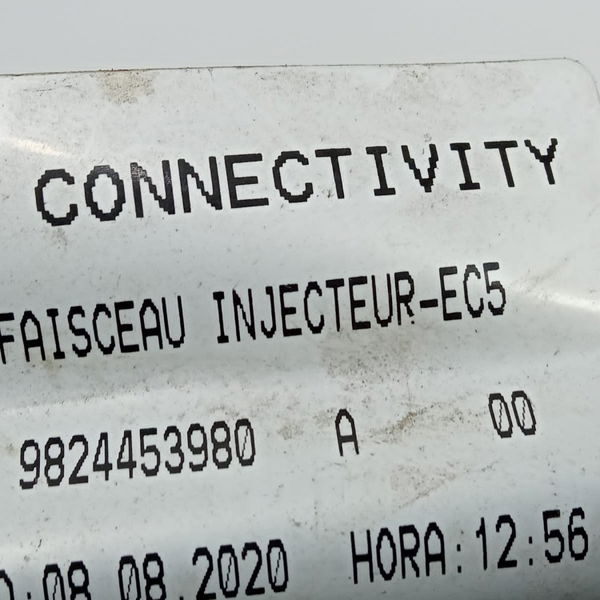 CONNECTIVITY
FAISCEAU INJECTEUR-EC5
9824453980 A 00
:08.08.2020 HORA:12:56